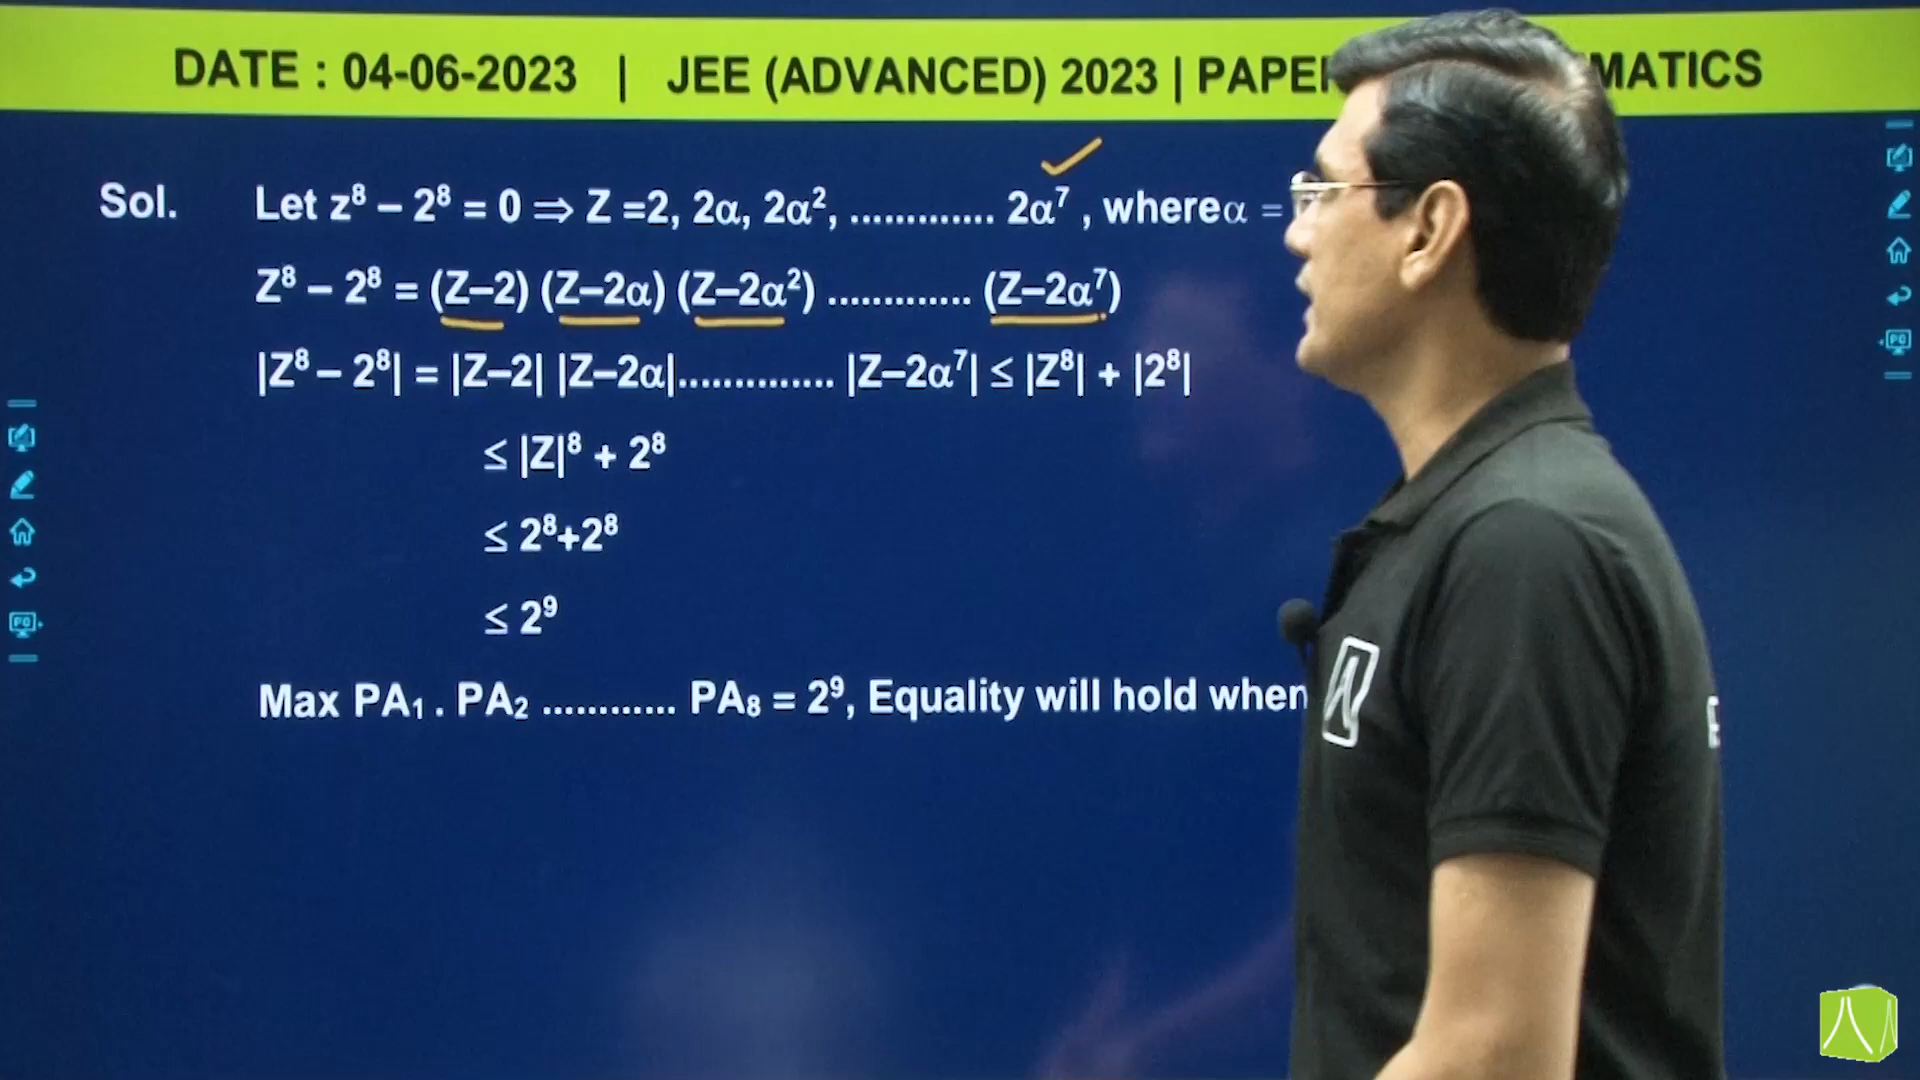 DATE : 04-06-2023 | JEE (ADVANCED) 2023 | PAPER MATICS
Sol. Let z⁸ – 2⁸ = 0 ⇒ Z =2, 2α, 2α², ............. 2α⁷ , where α =
Z⁸ – 2⁸ = (Z–2) (Z–2α) (Z–2α²) ............. (Z–2α⁷)
|Z⁸ – 2⁸| = |Z–2| |Z–2α|.............. |Z–2α⁷| ≤ |Z⁸| + |2⁸|
≤ |Z|⁸ + 2⁸
≤ 2⁸+2⁸
≤ 2⁹
Max PA₁ . PA₂ ............ PA₈ = 2⁹, Equality will hold when